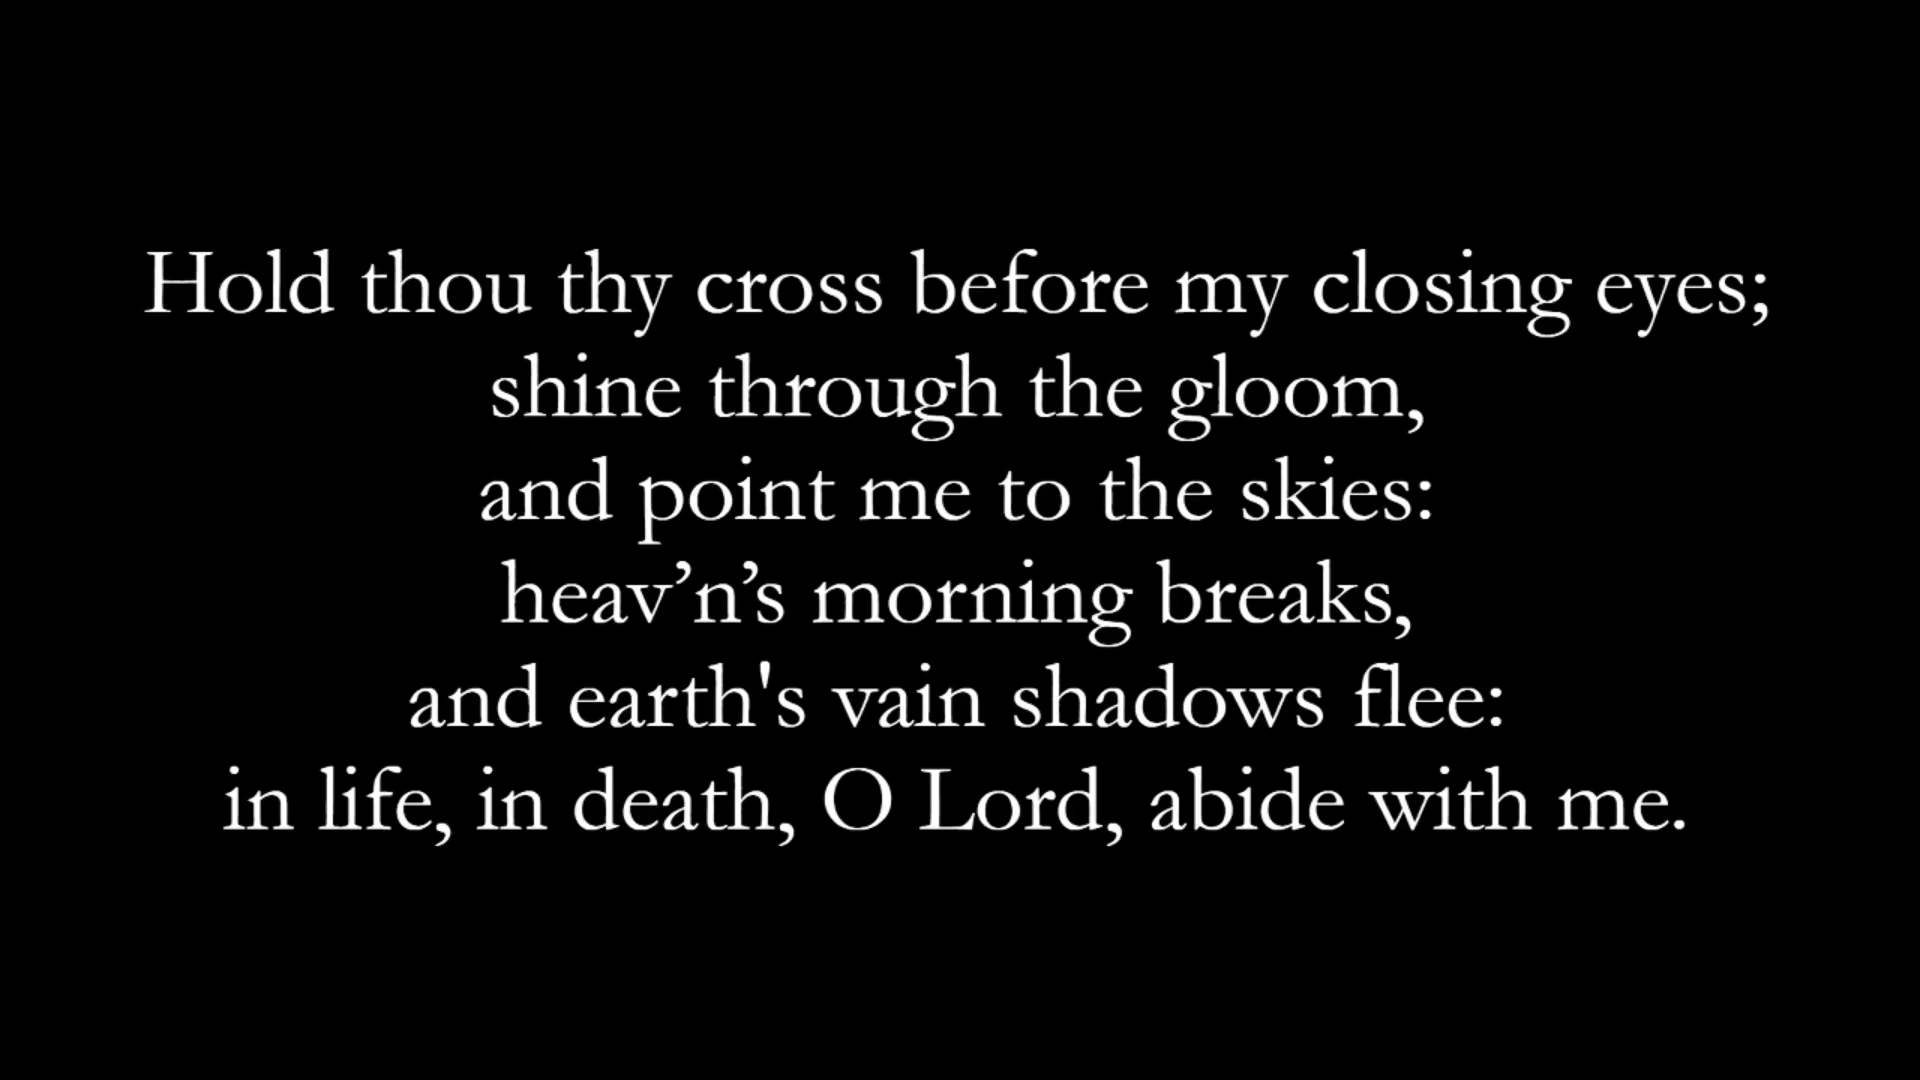 Hold thou thy cross before my closing eyes;
shine through the gloom,
and point me to the skies:
heav’n’s morning breaks,
and earth's vain shadows flee:
in life, in death, O Lord, abide with me.